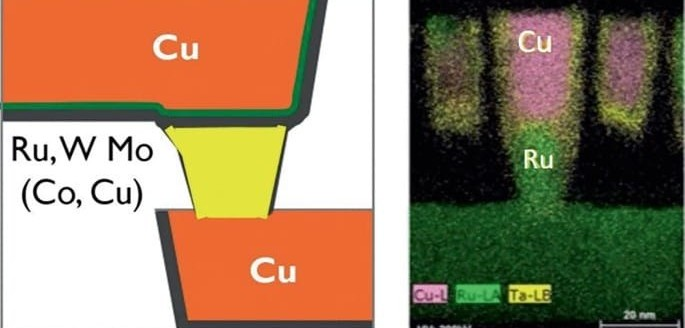 Cu
Ru, W Mo
(Co, Cu)
Cu
Cu
Ru
Cu-L Ru-LA Ta-LB
20 nm